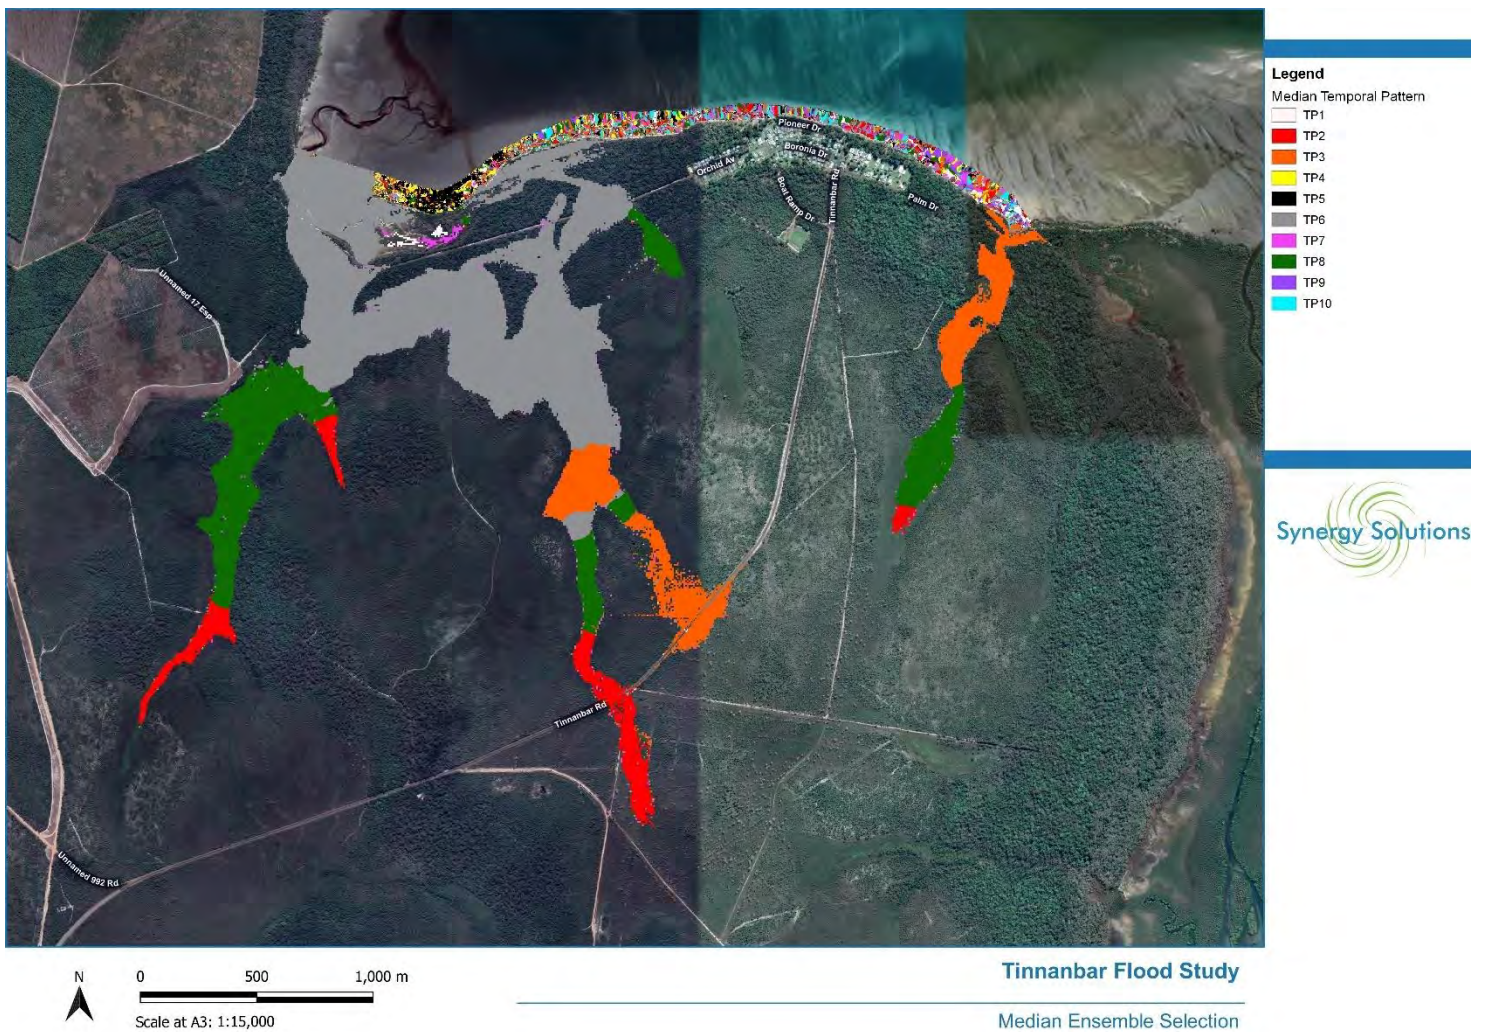 Pioneer Dr
Boronia Dr
Orchid Av
Boat Ramp Dr
Tinnanbar Rd
Palm Dr
Unnamed 17 Esp
Tinnanbar Rd
Unnamed 992 Rd
Legend
Median Temporal Pattern
TP1
TP2
TP3
TP4
TP5
TP6
TP7
TP8
TP9
TP10
Synergy Solutions
N
0 500 1,000 m
Scale at A3: 1:15,000
Tinnanbar Flood Study
Median Ensemble Selection